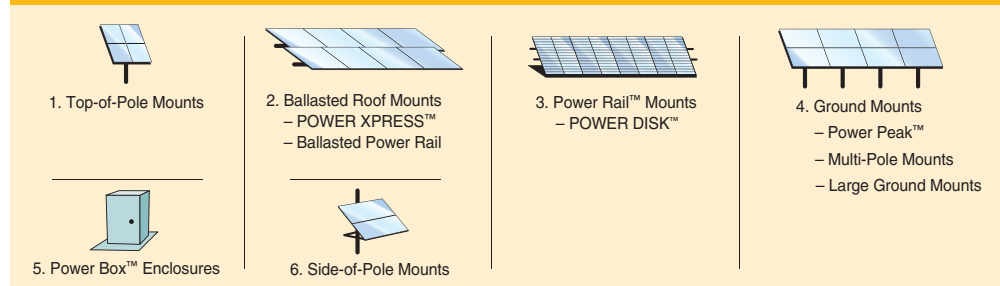 1. Top-of-Pole Mounts
2. Ballasted Roof Mounts
– POWER XPRESS™
– Ballasted Power Rail
3. Power Rail™ Mounts
– POWER DISK™
4. Ground Mounts
– Power Peak™
– Multi-Pole Mounts
– Large Ground Mounts
5. Power Box™ Enclosures
6. Side-of-Pole Mounts